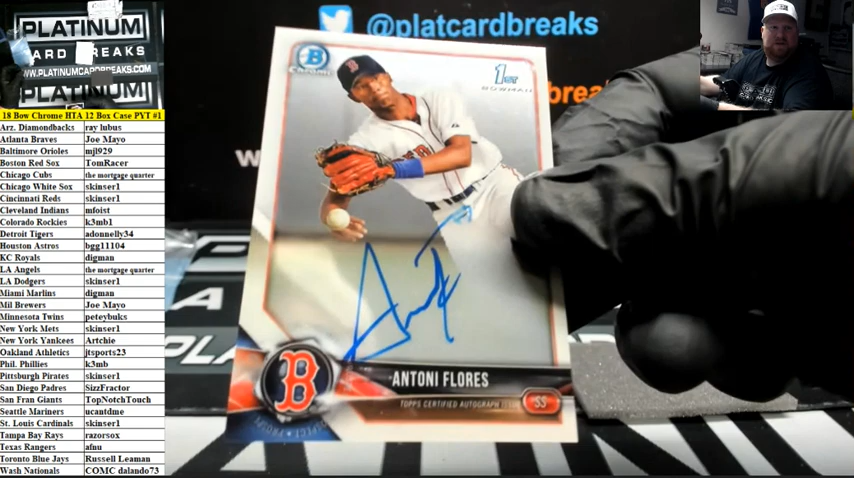 PLATINUM
CARD BREAKS
WWW.PLATINUMCARDBREAKS.COM
PLATINUM
@platcardbreaks
18 Bow Chrome HTA 12 Box Case PYT #1
Arz. Diamondbacks ray lubus
Atlanta Braves Joe Mayo
Baltimore Orioles mjl929
Boston Red Sox TomRacer
Chicago Cubs the mortgage quarter
Chicago White Sox skinser1
Cincinnati Reds skinser1
Cleveland Indians mfoist
Colorado Rockies k3mb1
Detroit Tigers adonnelly34
Houston Astros bgg11104
KC Royals digman
LA Angels the mortgage quarter
LA Dodgers skinser1
Miami Marlins digman
Mil Brewers Joe Mayo
Minnesota Twins peteybuks
New York Mets skinser1
New York Yankees Artchie
Oakland Athletics jtsports23
Phil. Phillies k3mb
Pittsburgh Pirates skinser1
San Diego Padres SizzFractor
San Fran Giants TopNotchTouch
Seattle Mariners ucantdme
St. Louis Cardinals skinser1
Tampa Bay Rays razorsox
Texas Rangers afnu
Toronto Blue Jays Russell Leaman
Wash Nationals COMC dalando73
B
Chrome
1ST
BOWMAN
B
ANTONI FLORES
TOPPS CERTIFIED AUTOGRAPH ISSUE
SS